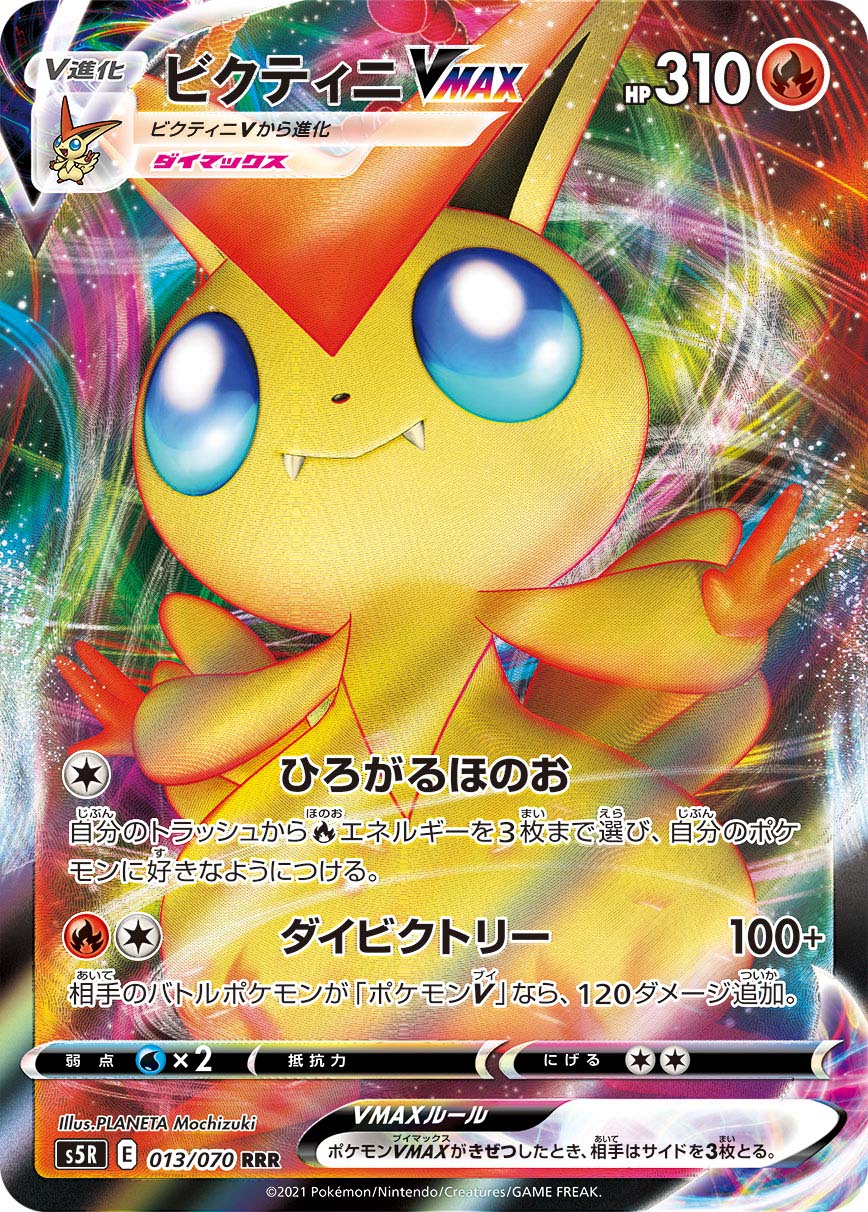 V進化
ビクティニVMAX
HP310
ビクティニVから進化
ダイマックス
ひろがるほのお
自分のトラッシュからエネルギーを3枚まで選び、自分のポケ
モンに好きなようにつける。
ダイビクトリー 100+
相手のバトルポケモンが「ポケモンV」なら、120ダメージ追加。
弱点 ×2 抵抗力 にげる
Illus.PLANETA Mochizuki
VMAXルール
ポケモンVMAXがきぜつしたとき、相手はサイドを3枚とる。
s5R E 013/070 RRR
©2021 Pokémon/Nintendo/Creatures/GAME FREAK.